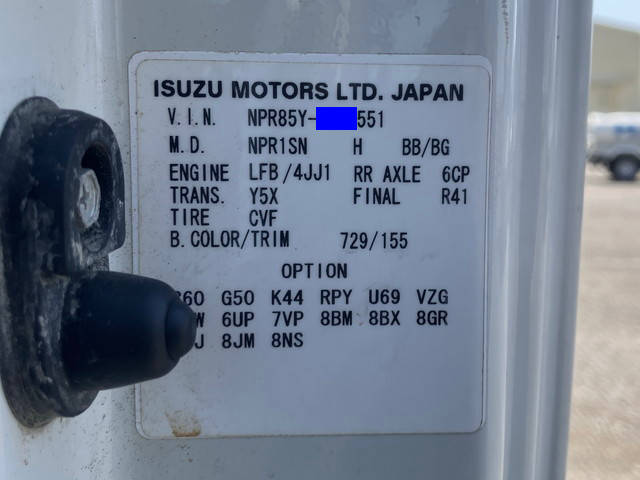 ISUZU MOTORS LTD. JAPAN
V.I.N. NPR85Y- 551
M.D. NPR1SN H BB/BG
ENGINE LFB/4JJ1 RR AXLE 6CP
TRANS. Y5X FINAL R41
TIRE CVF
B.COLOR/TRIM 729/155
OPTION
G50 K44 RPY U69 VZG
6UP 7VP 8BM 8BX 8GR
8JM 8NS